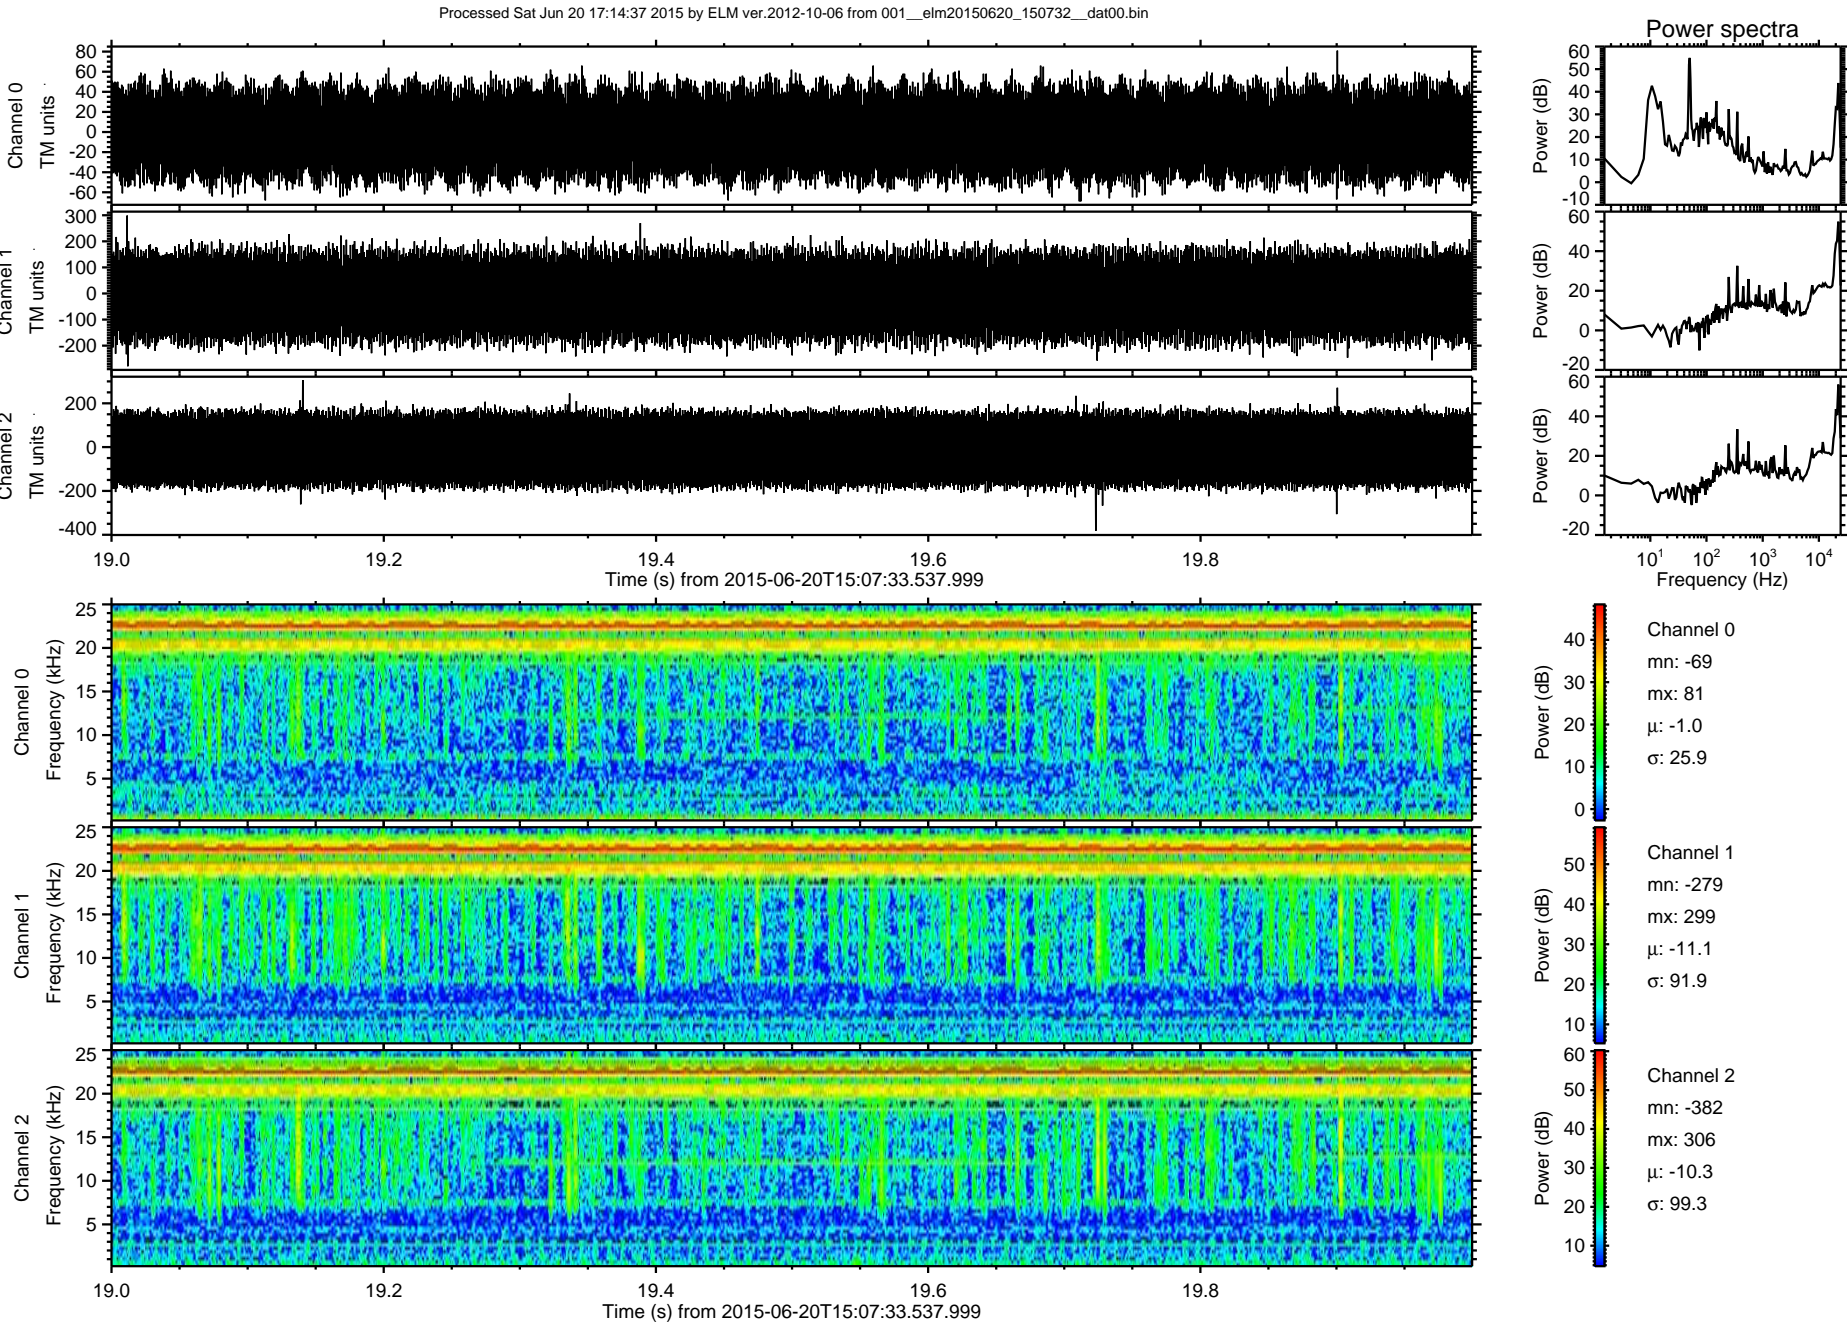 Processed Sat Jun 20 17:14:37 2015 by ELM ver.2012-10-06 from 001__elm20150620_150732__dat00.bin
Power spectra
Channel 0
TM units
80
60
40
20
0
-20
-40
-60
Power (dB)
60
50
40
30
20
10
0
-10
Channel 1
TM units
300
200
100
0
-100
-200
Power (dB)
60
40
20
0
-20
Channel 2
TM units
200
0
-200
-400
Power (dB)
60
40
20
0
-20
19.0 19.2 19.4 19.6 19.8
Time (s) from 2015-06-20T15:07:33.537.999
10¹ 10² 10³ 10⁴
Frequency (Hz)
Channel 0
Frequency (kHz)
25
20
15
10
5
Power (dB)
40
30
20
10
0
Channel 0
mn: -69
mx: 81
μ: -1.0
σ: 25.9
Channel 1
Frequency (kHz)
25
20
15
10
5
Power (dB)
50
40
30
20
10
Channel 1
mn: -279
mx: 299
μ: -11.1
σ: 91.9
Channel 2
Frequency (kHz)
25
20
15
10
5
Power (dB)
60
50
40
30
20
10
Channel 2
mn: -382
mx: 306
μ: -10.3
σ: 99.3
19.0 19.2 19.4 19.6 19.8
Time (s) from 2015-06-20T15:07:33.537.999